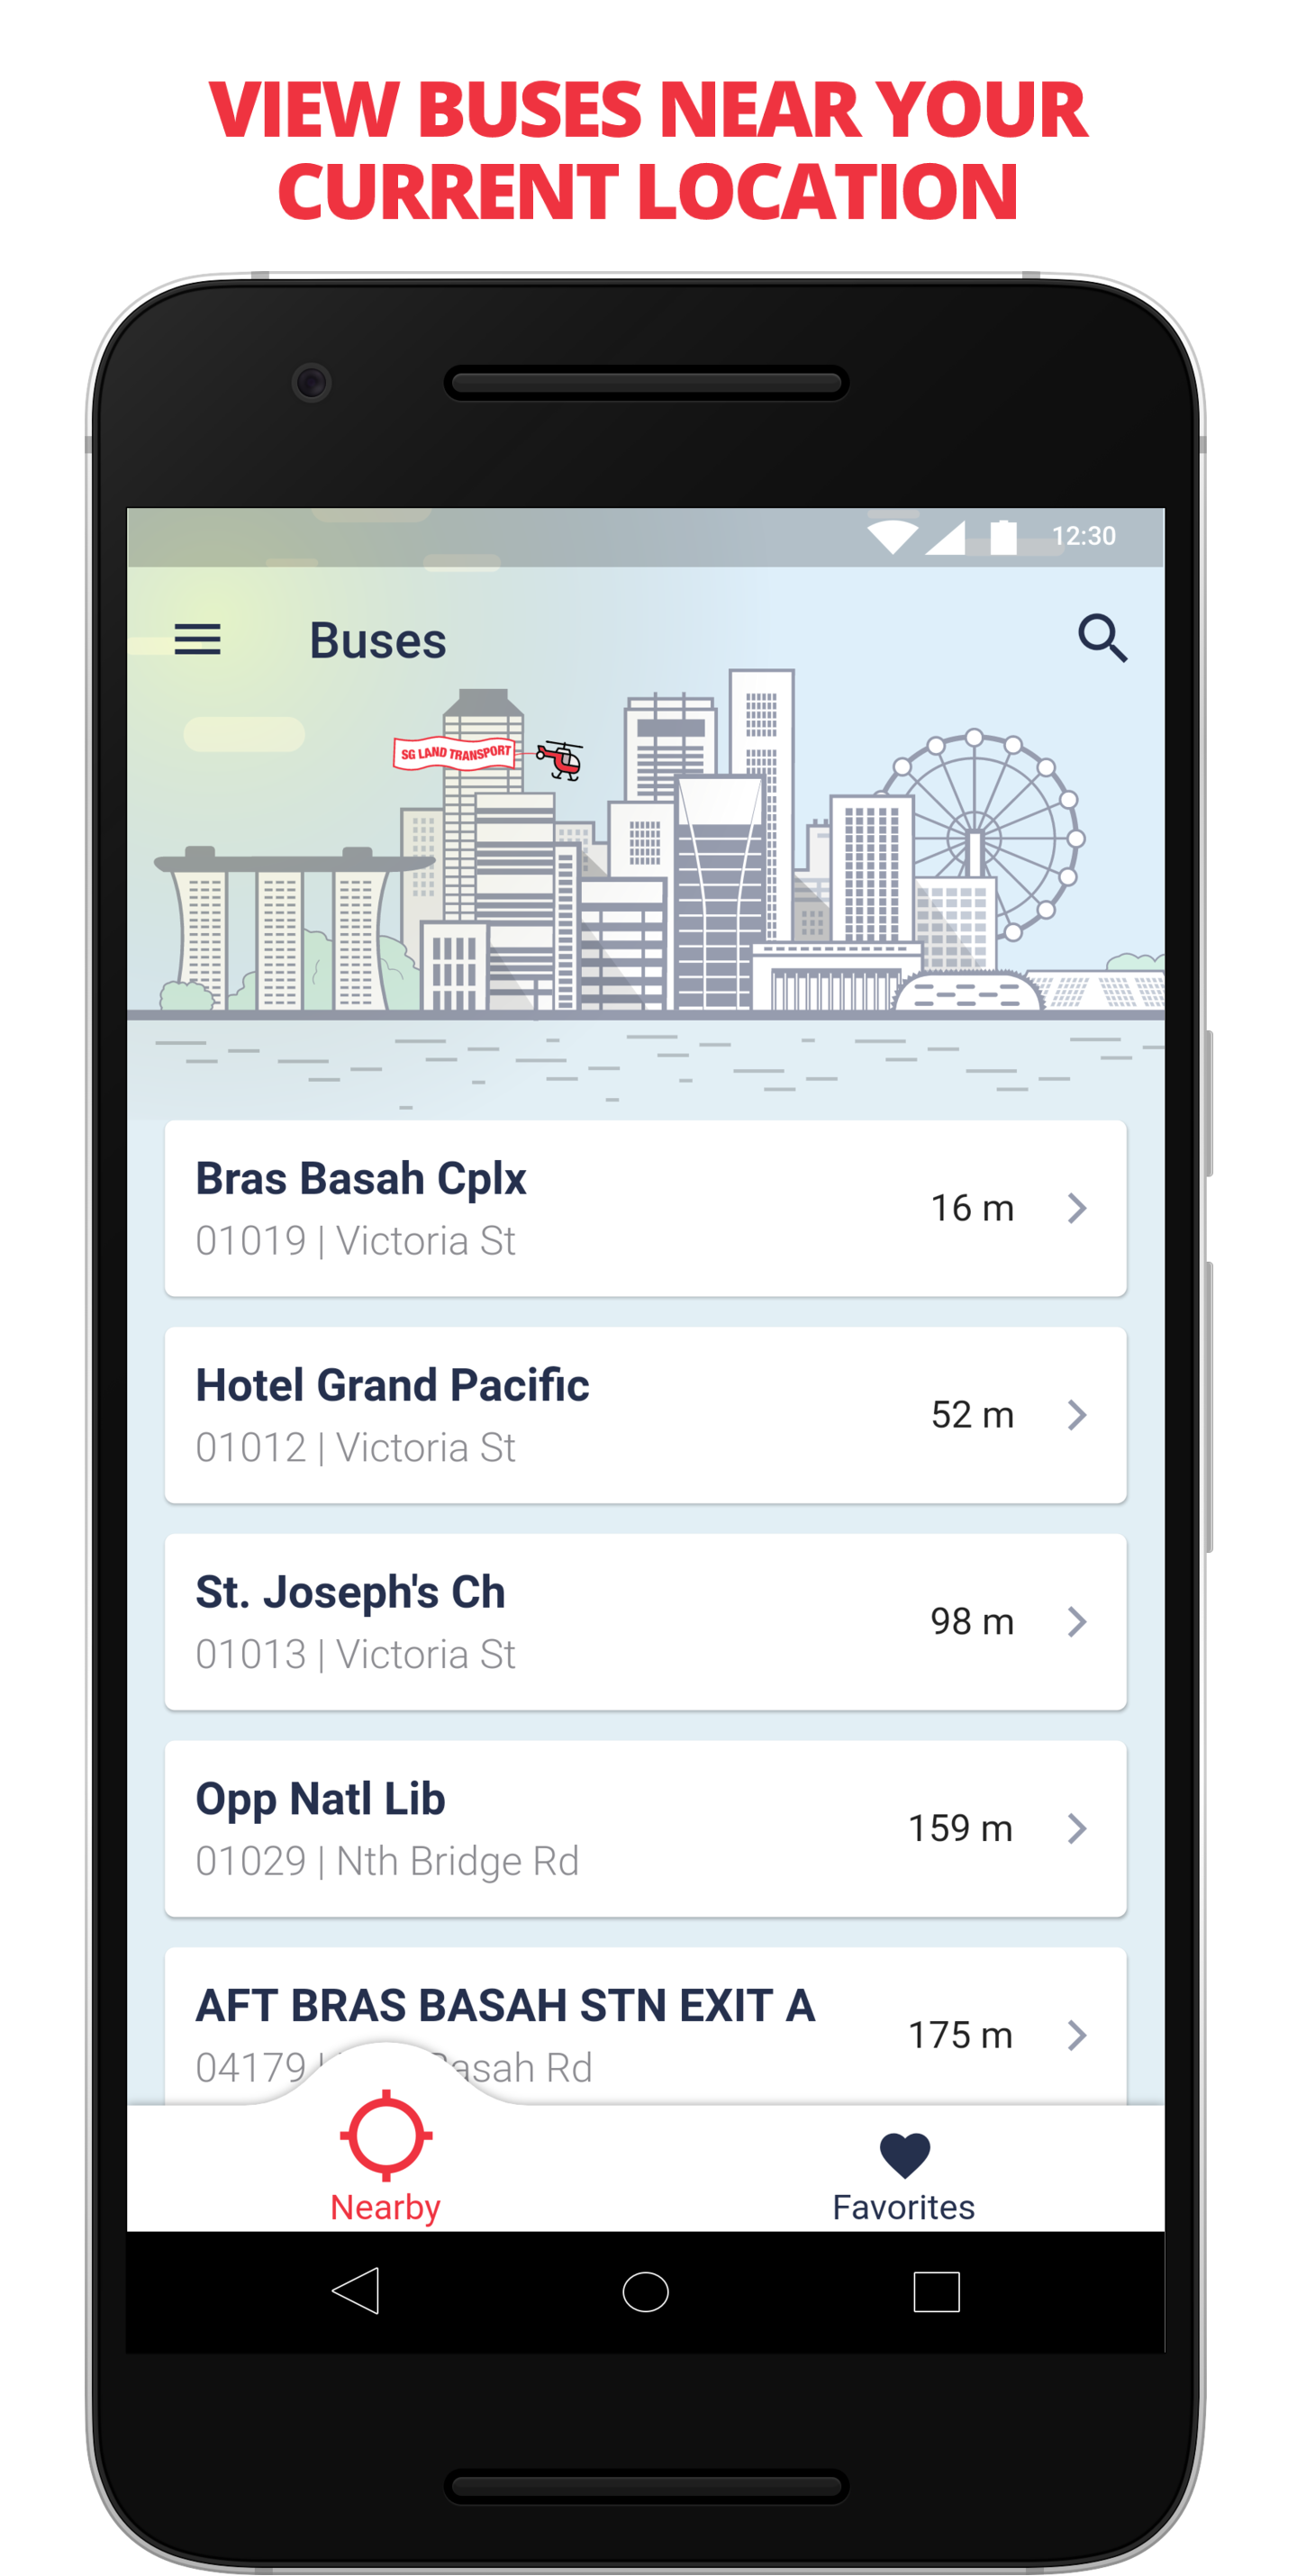 VIEW BUSES NEAR YOUR
CURRENT LOCATION
12:30
Buses
SG LAND TRANSPORT
Bras Basah Cplx
01019 | Victoria St
16 m
Hotel Grand Pacific
01012 | Victoria St
52 m
St. Joseph's Ch
01013 | Victoria St
98 m
Opp Natl Lib
01029 | Nth Bridge Rd
159 m
AFT BRAS BASAH STN EXIT A
04179 Rd
175 m
Nearby
Favorites